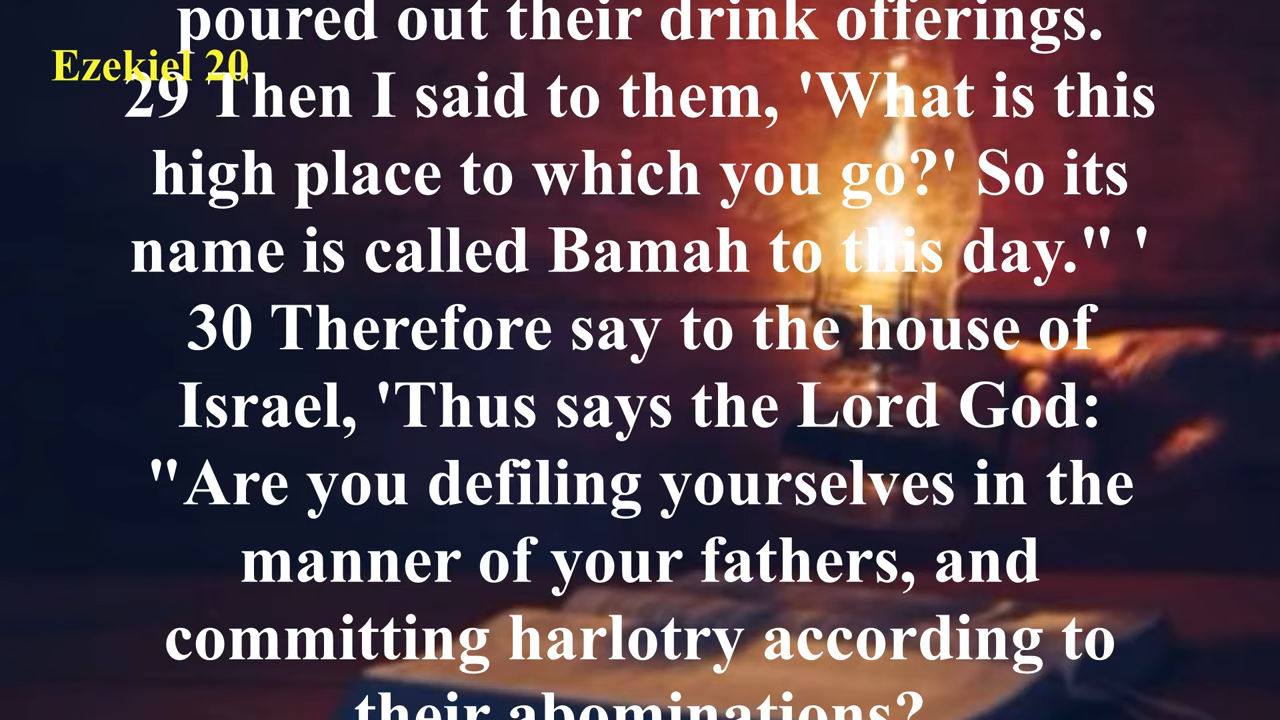 poured out their drink offerings.
Ezekiel 20
29 Then I said to them, 'What is this
high place to which you go?' So its
name is called Bamah to this day." '
30 Therefore say to the house of
Israel, 'Thus says the Lord God:
"Are you defiling yourselves in the
manner of your fathers, and
committing harlotry according to
their abominations?